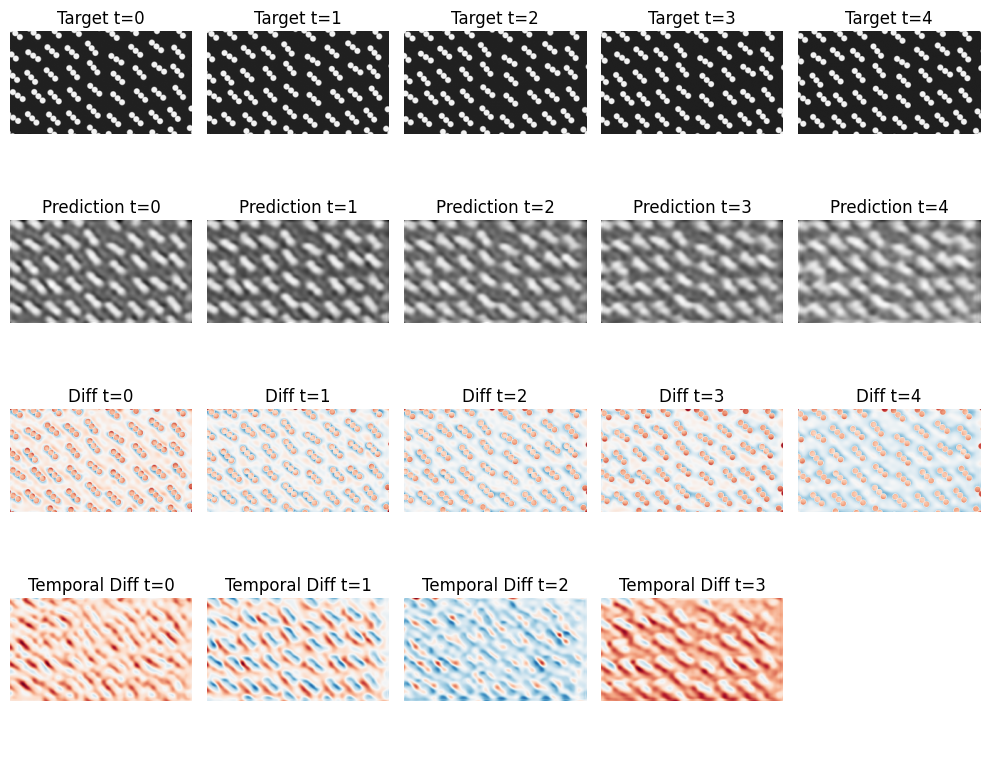 Target t=0 Target t=1 Target t=2 Target t=3 Target t=4
Prediction t=0 Prediction t=1 Prediction t=2 Prediction t=3 Prediction t=4
Diff t=0 Diff t=1 Diff t=2 Diff t=3 Diff t=4
Temporal Diff t=0 Temporal Diff t=1 Temporal Diff t=2 Temporal Diff t=3